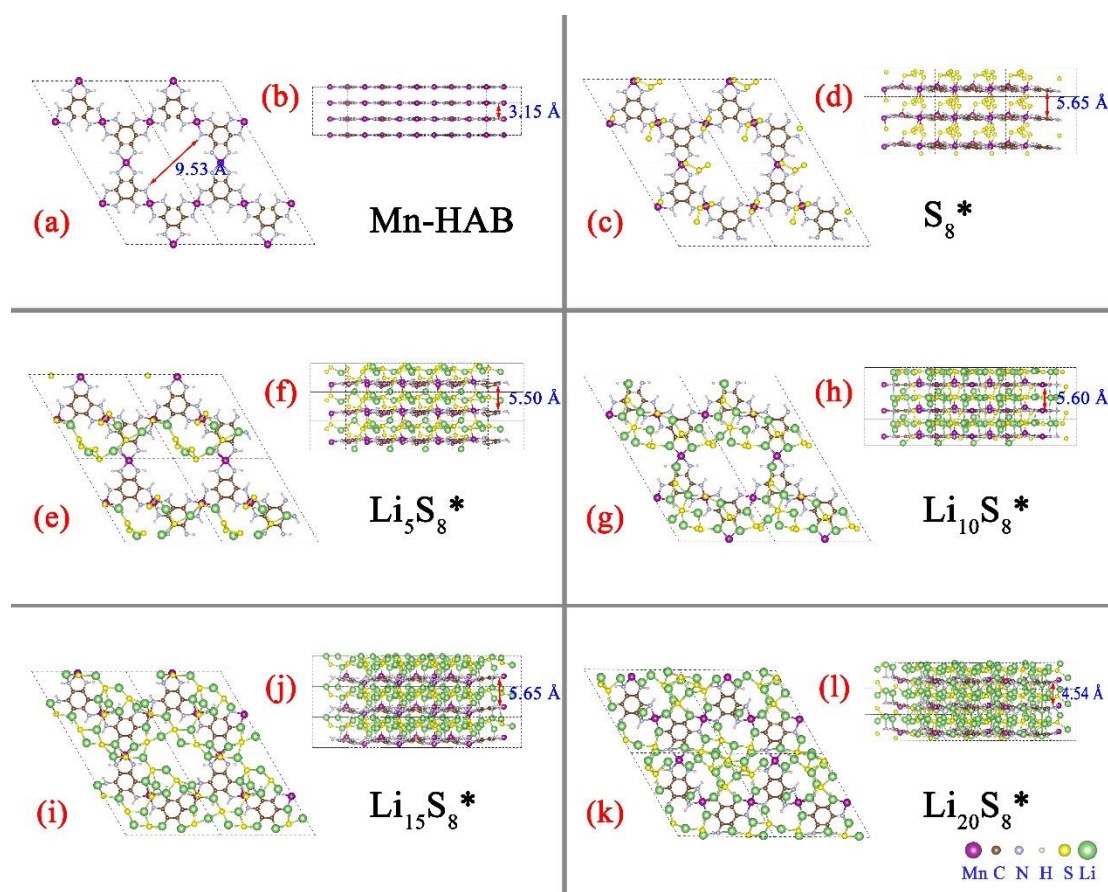 (a)
9.53 Å
(b)
3.15 Å
Mn-HAB
(c)
(d)
5.65 Å
S8*
(e)
(f)
5.50 Å
Li5S8*
(g)
(h)
5.60 Å
Li10S8*
(i)
(j)
5.65 Å
Li15S8*
(k)
(l)
4.54 Å
Li20S8*
Mn C N H S Li